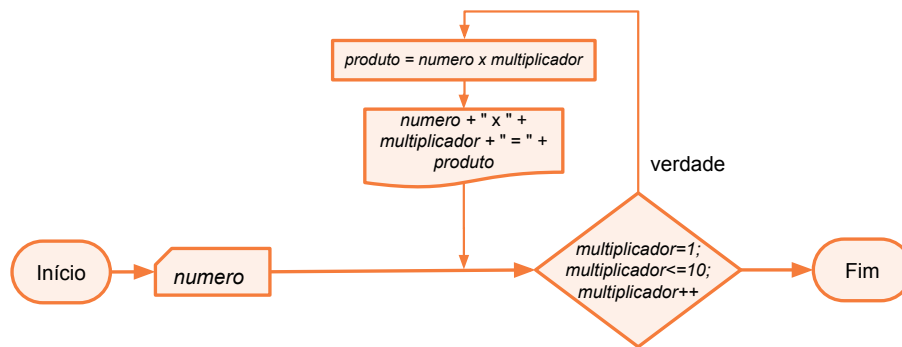 produto = numero x multiplicador
numero + " x " +
multiplicador + " = " +
produto
verdade
Início
numero
multiplicador=1;
multiplicador<=10;
multiplicador++
Fim